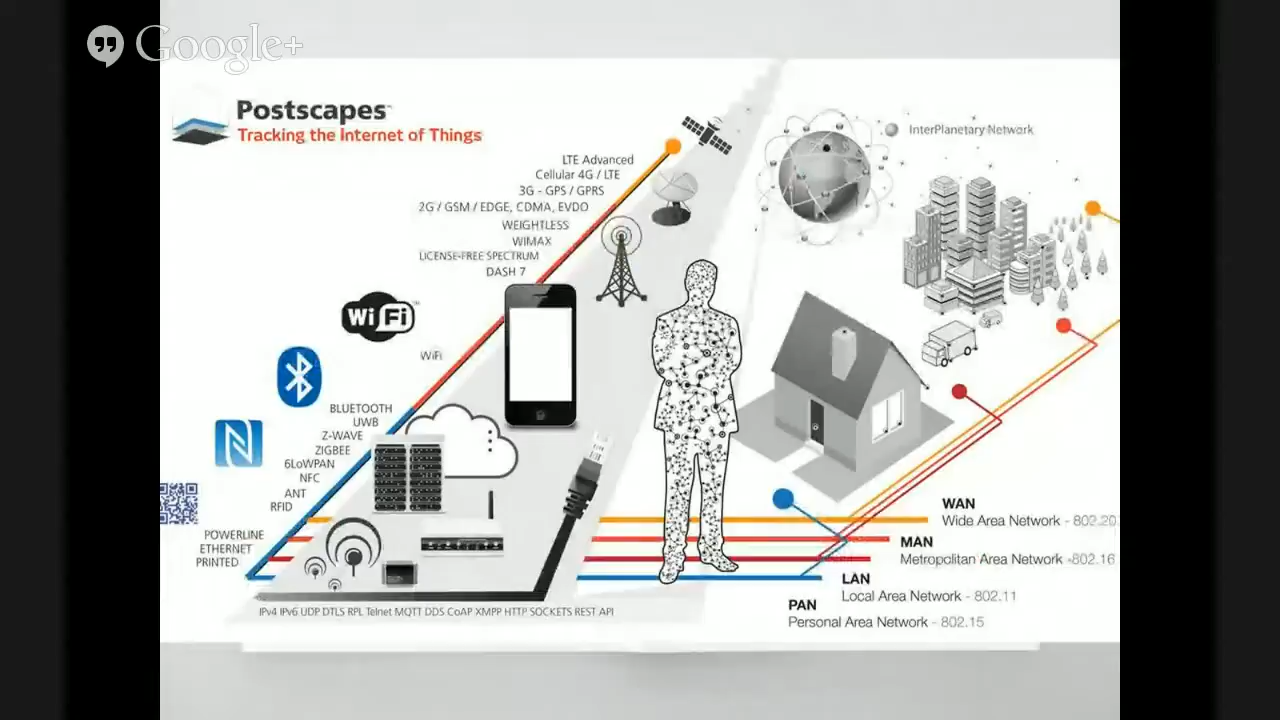 Google+
Postscapes
Tracking the Internet of Things
InterPlanetary Network
LTE Advanced
Cellular 4G / LTE
3G - GPS / GPRS
2G / GSM / EDGE, CDMA, EVDO
WEIGHTLESS
WIMAX
LICENSE-FREE SPECTRUM
DASH 7
WiFi
WiFi
BLUETOOTH
UWB
Z-WAVE
ZIGBEE
6LoWPAN
NFC
ANT
RFID
POWERLINE
ETHERNET
PRINTED
IPv4 IPv6 UDP DTLS RPL Telnet MQTT DDS CoAP XMPP HTTP SOCKETS REST API
WAN
Wide Area Network - 802.20
MAN
Metropolitan Area Network -802.16
LAN
Local Area Network - 802.11
PAN
Personal Area Network - 802.15